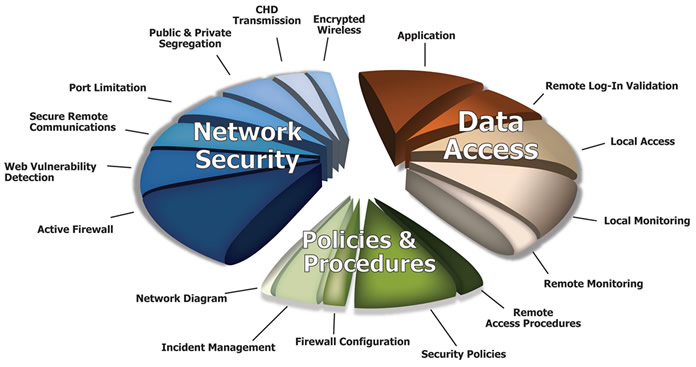 CHD
Transmission
Encrypted
Wireless
Public & Private
Segregation
Port Limitation
Secure Remote
Communications
Web Vulnerability
Detection
Active Firewall
Network
Security
Application
Remote Log-In Validation
Local Access
Local Monitoring
Remote Monitoring
Data
Access
Policies &
Procedures
Network Diagram
Incident Management
Firewall Configuration
Security Policies
Remote
Access Procedures